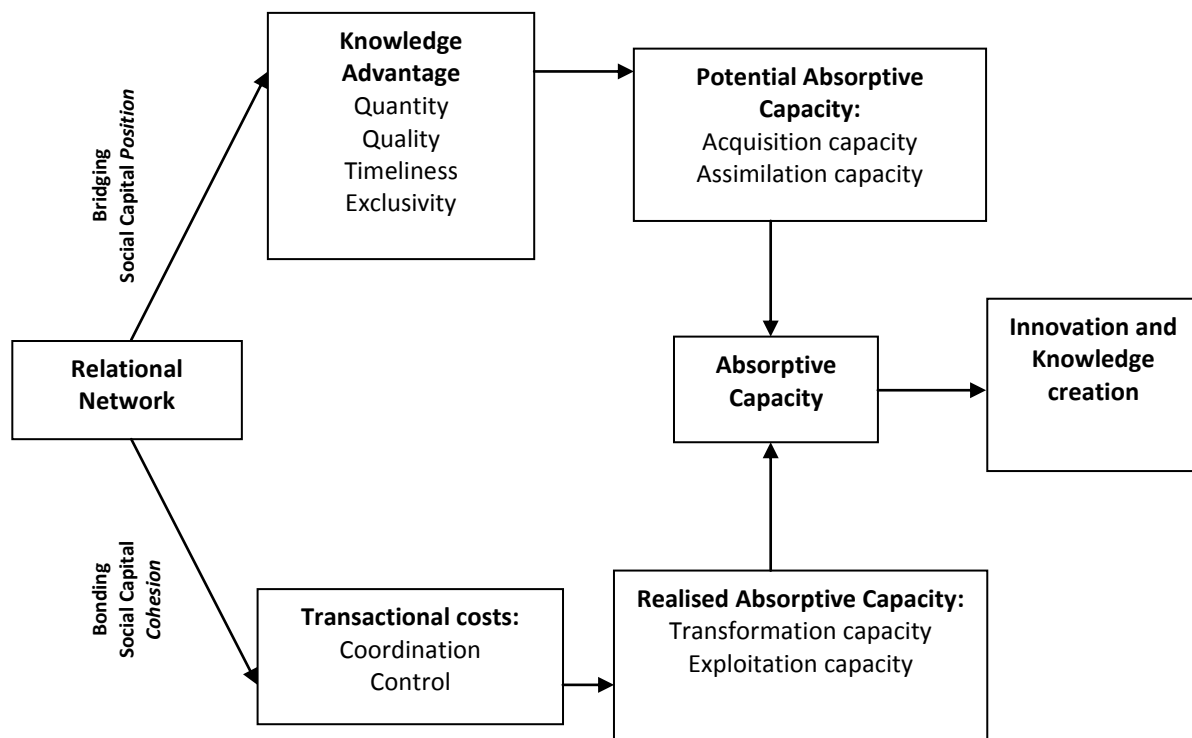 Knowledge
Advantage
Quantity
Quality
Timeliness
Exclusivity
Potential Absorptive
Capacity:
Acquisition capacity
Assimilation capacity
Bridging
Social Capital Position
Relational
Network
Absorptive
Capacity
Innovation and
Knowledge
creation
Bonding
Social Capital
Cohesion
Transactional costs:
Coordination
Control
Realised Absorptive Capacity:
Transformation capacity
Exploitation capacity